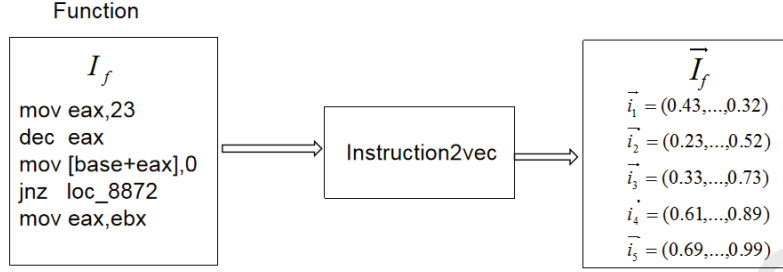 Function
I_f
mov eax,23
dec eax
mov [base+eax],0
jnz loc_8872
mov eax,ebx
Instruction2vec
I_f
i_1 = (0.43,...,0.32)
i_2 = (0.23,...,0.52)
i_3 = (0.33,...,0.73)
i_4 = (0.61,...,0.89)
i_5 = (0.69,...,0.99)